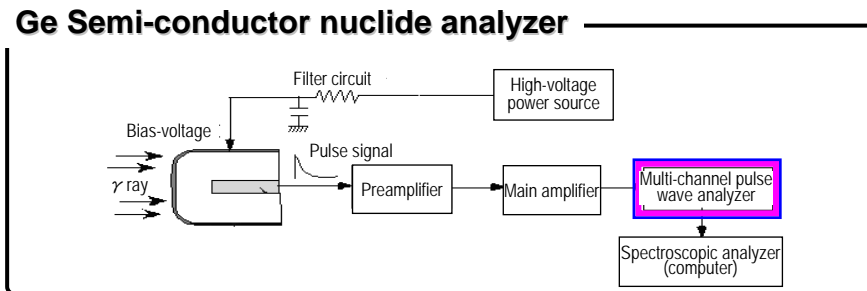 Ge Semi-conductor nuclide analyzer
Filter circuit
High-voltage
power source
Bias-voltage
Pulse signal
γ ray
Preamplifier
Main amplifier
Multi-channel pulse
wave analyzer
Spectroscopic analyzer
(computer)